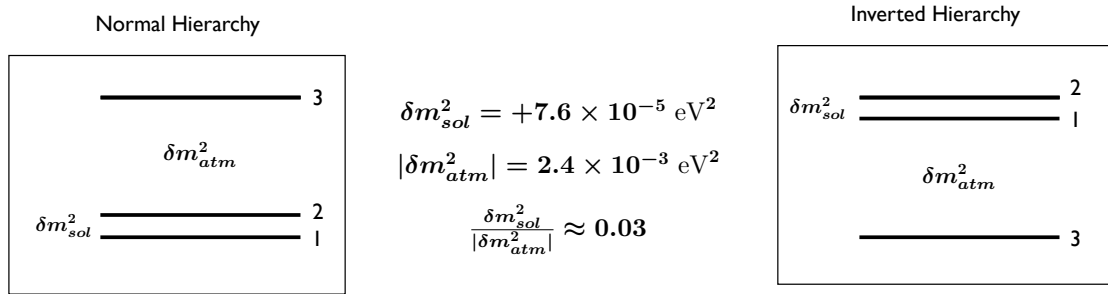 Normal Hierarchy
3
δm²_atm
2
δm²_sol
1
δm²_sol = +7.6 × 10⁻⁵ eV²
|δm²_atm| = 2.4 × 10⁻³ eV²
δm²_sol / |δm²_atm| ≈ 0.03
Inverted Hierarchy
2
δm²_sol
1
δm²_atm
3